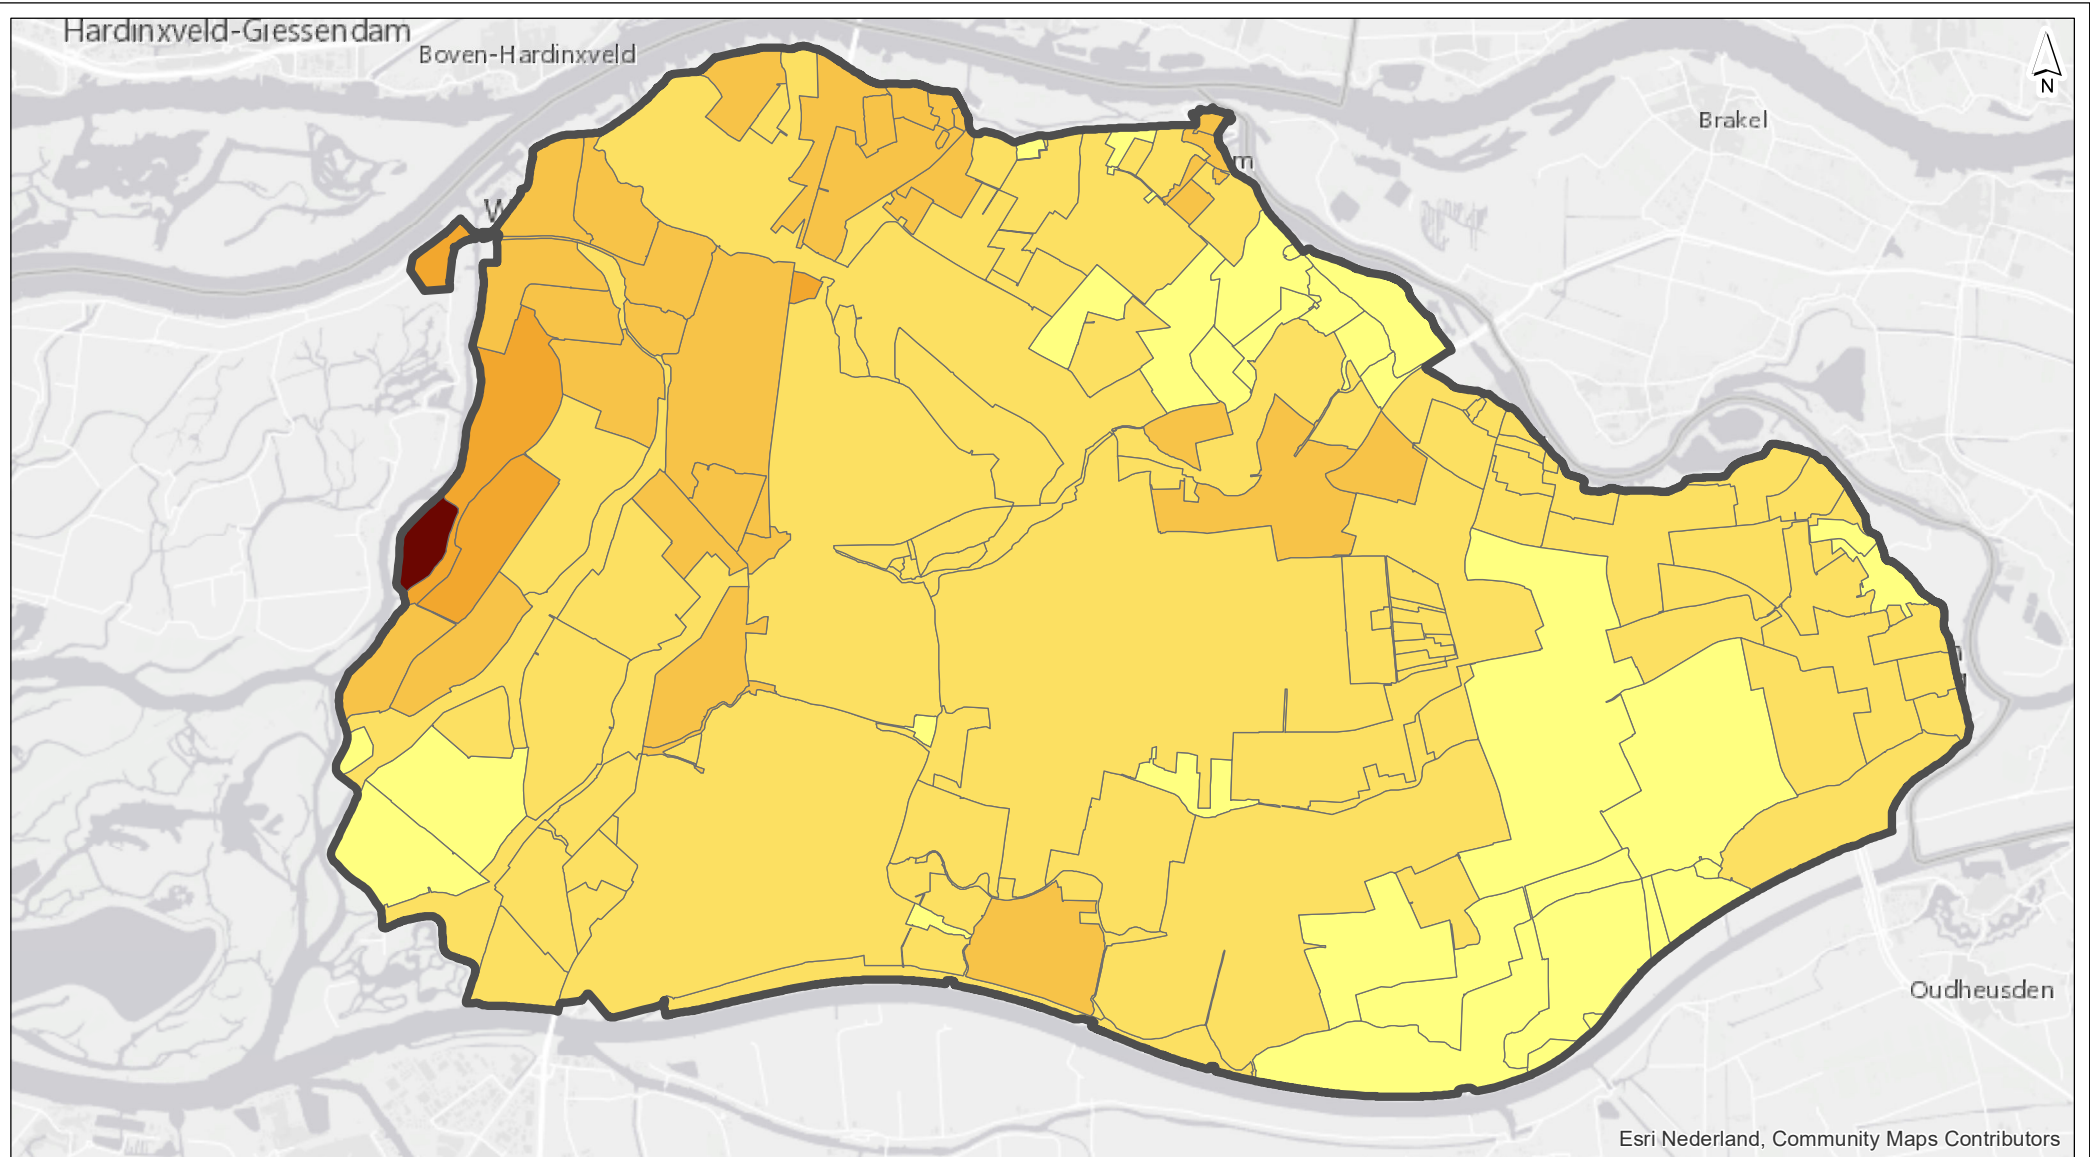 Hardinxveld-Giessendam
Boven-Hardinxveld
N
Brakel
m
W
Oudheusden
Esri Nederland, Community Maps Contributors